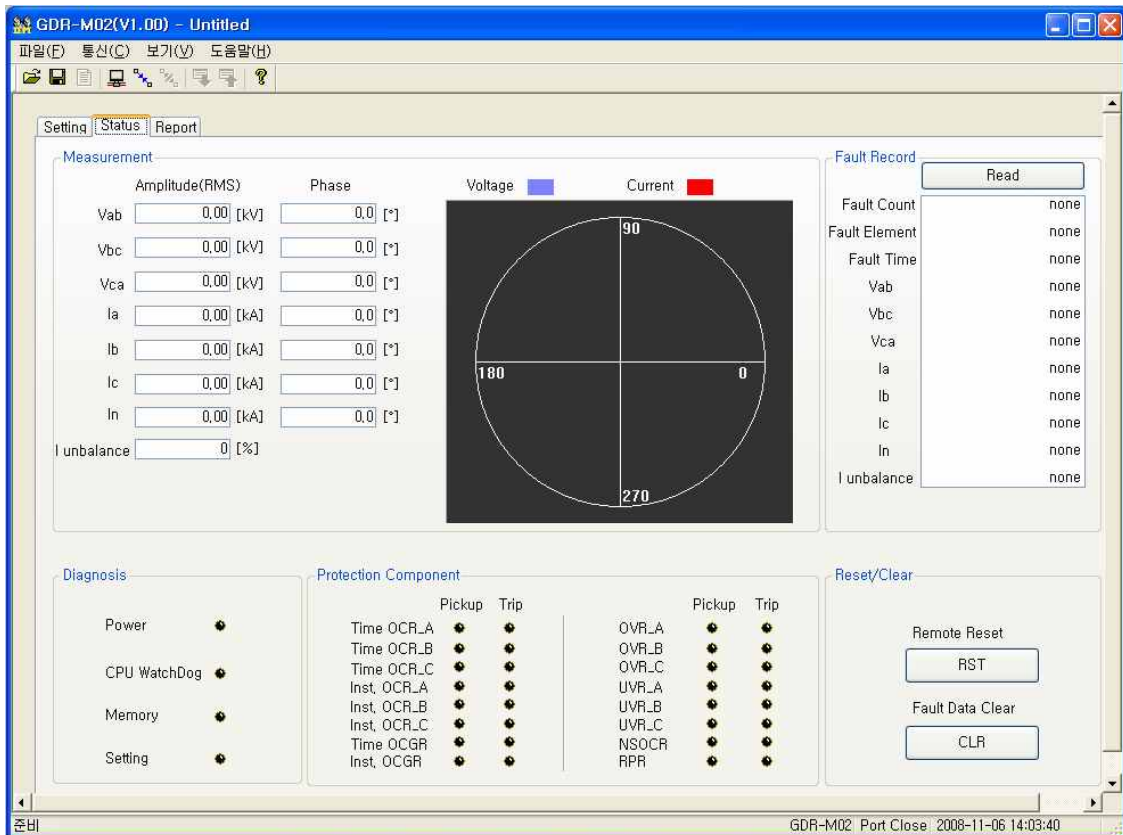 GDR-M02(V1.00) - Untitled
파일(F) 통신(C) 보기(V) 도움말(H)
Setting Status Report
Measurement
Amplitude(RMS) Phase
Vab 0.00 [kV] 0.0 [°]
Vbc 0.00 [kV] 0.0 [°]
Vca 0.00 [kV] 0.0 [°]
Ia 0.00 [kA] 0.0 [°]
Ib 0.00 [kA] 0.0 [°]
Ic 0.00 [kA] 0.0 [°]
In 0.00 [kA] 0.0 [°]
I unbalance 0 [%]
Voltage Current
90
180 0
270
Fault Record
Read
Fault Count none
Fault Element none
Fault Time none
Vab none
Vbc none
Vca none
Ia none
Ib none
Ic none
In none
I unbalance none
Diagnosis
Power
CPU WatchDog
Memory
Setting
Protection Component
Pickup Trip
Time OCR_A
Time OCR_B
Time OCR_C
Inst. OCR_A
Inst. OCR_B
Inst. OCR_C
Time OCGR
Inst. OCGR
Pickup Trip
OVR_A
OVR_B
OVR_C
UVR_A
UVR_B
UVR_C
NSOCR
RPR
Reset/Clear
Remote Reset
RST
Fault Data Clear
CLR
준비
GDR-M02 Port Close 2008-11-06 14:03:40